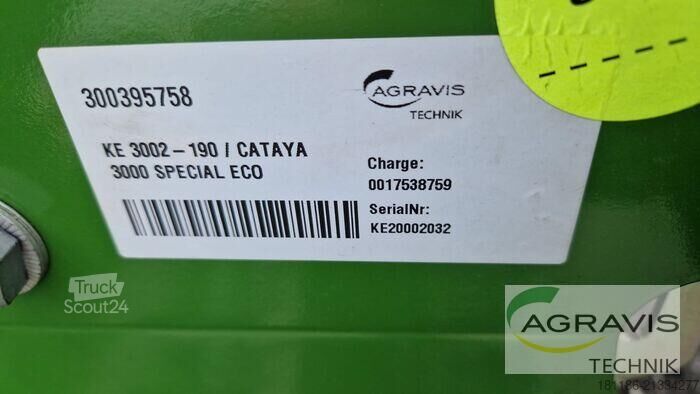 300395758
AGRAVIS
TECHNIK
KE 3002-190 / CATAYA
3000 SPECIAL ECO
Charge:
0017538759
SerialNr:
KE20002032
Truck
Scout24
AGRAVIS
TECHNIK
181186-21334277